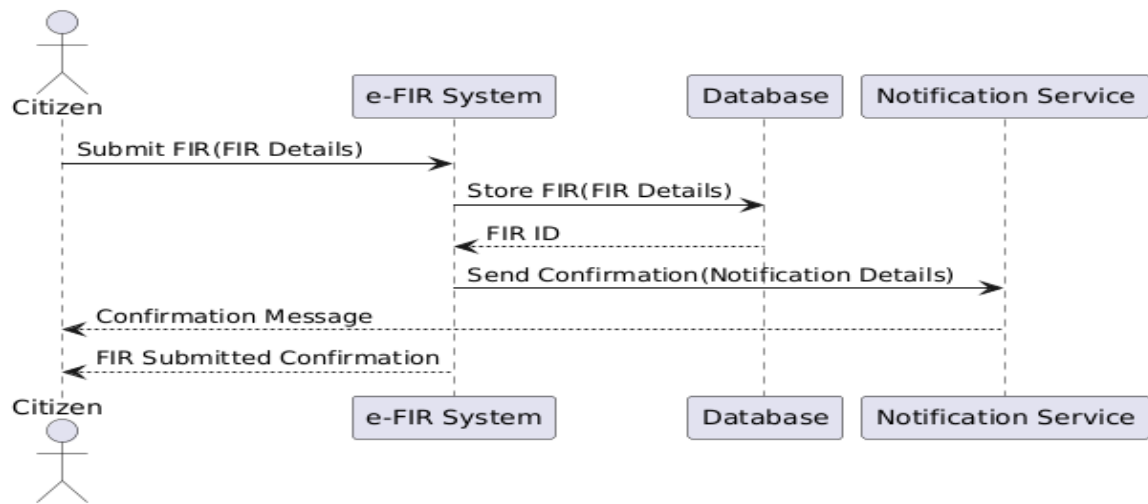 Citizen
e-FIR System
Database
Notification Service
Submit FIR(FIR Details)
Store FIR(FIR Details)
FIR ID
Send Confirmation(Notification Details)
Confirmation Message
FIR Submitted Confirmation
Citizen
e-FIR System
Database
Notification Service